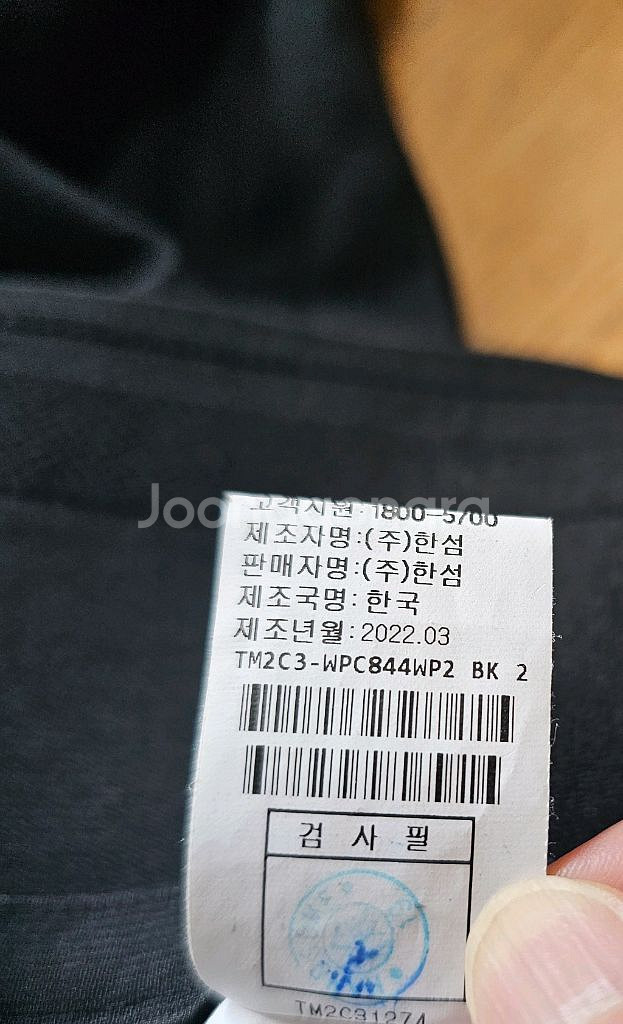 고객지원:1800-5700
제조자명:(주)한섬
판매자명:(주)한섬
제조국명:한국
제조년월:2022.03
TM2C3-WPC844WP2 BK 2
검 사 필
TM2C31274